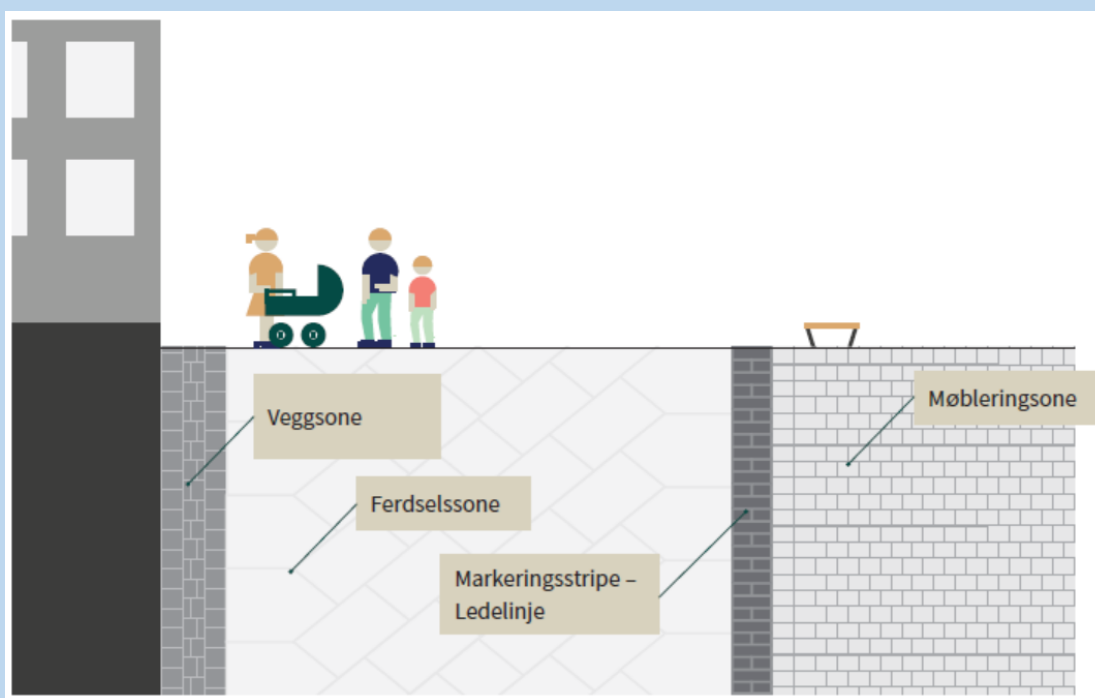 Veggsone
Møbleringsone
Ferdselssone
Markeringsstripe –
Ledelinje